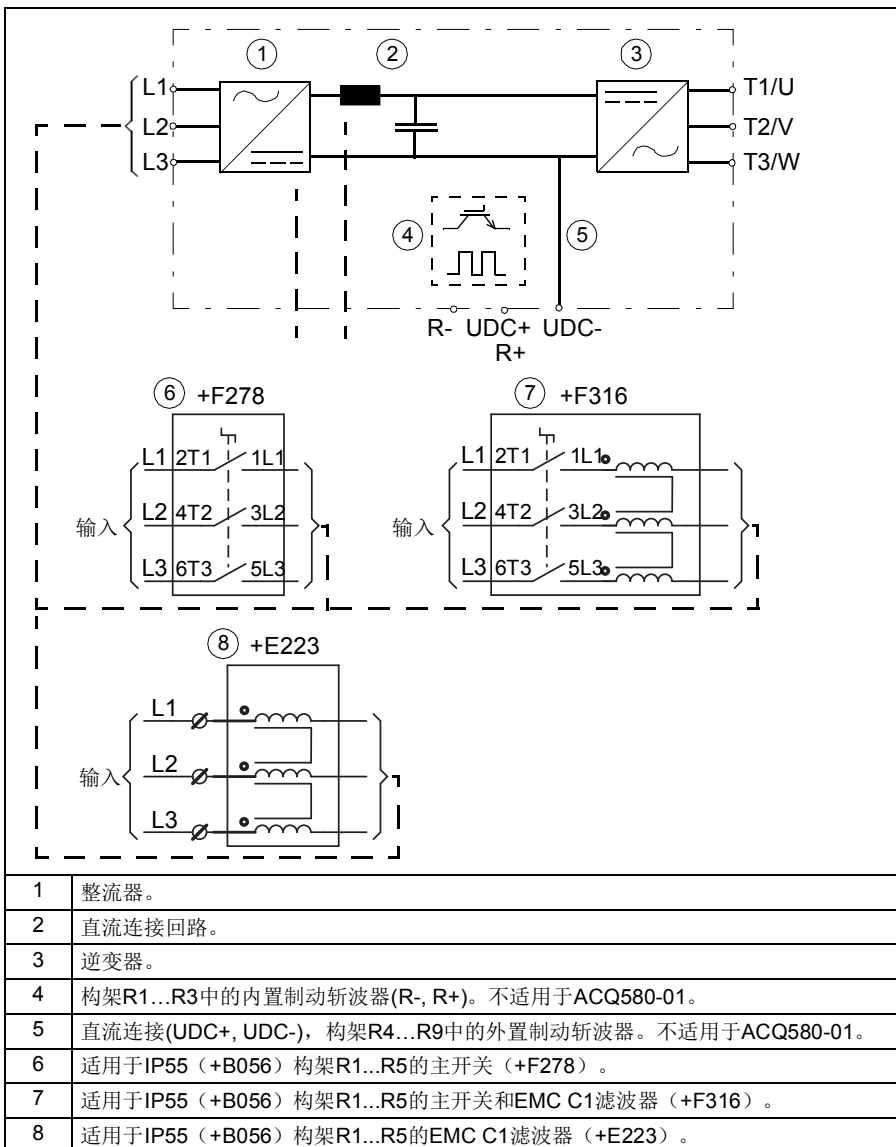 1 2 3
L1 T1/U
L2 T2/V
L3 T3/W
4 5
R- UDC+ UDC-
R+
6 +F278 7 +F316
L1 2T1 1L1 L1 2T1 1L1
输入 L2 4T2 3L2 输入 L2 4T2 3L2
L3 6T3 5L3 L3 6T3 5L3
8 +E223
L1
输入 L2
L3
1 整流器。
2 直流连接回路。
3 逆变器。
4 构架R1…R3中的内置制动斩波器(R-, R+)。不适用于ACQ580-01。
5 直流连接(UDC+, UDC-)，构架R4…R9中的外置制动斩波器。不适用于ACQ580-01。
6 适用于IP55（+B056）构架R1...R5的主开关（+F278）。
7 适用于IP55（+B056）构架R1...R5的主开关和EMC C1滤波器（+F316）。
8 适用于IP55（+B056）构架R1...R5的EMC C1滤波器（+E223）。